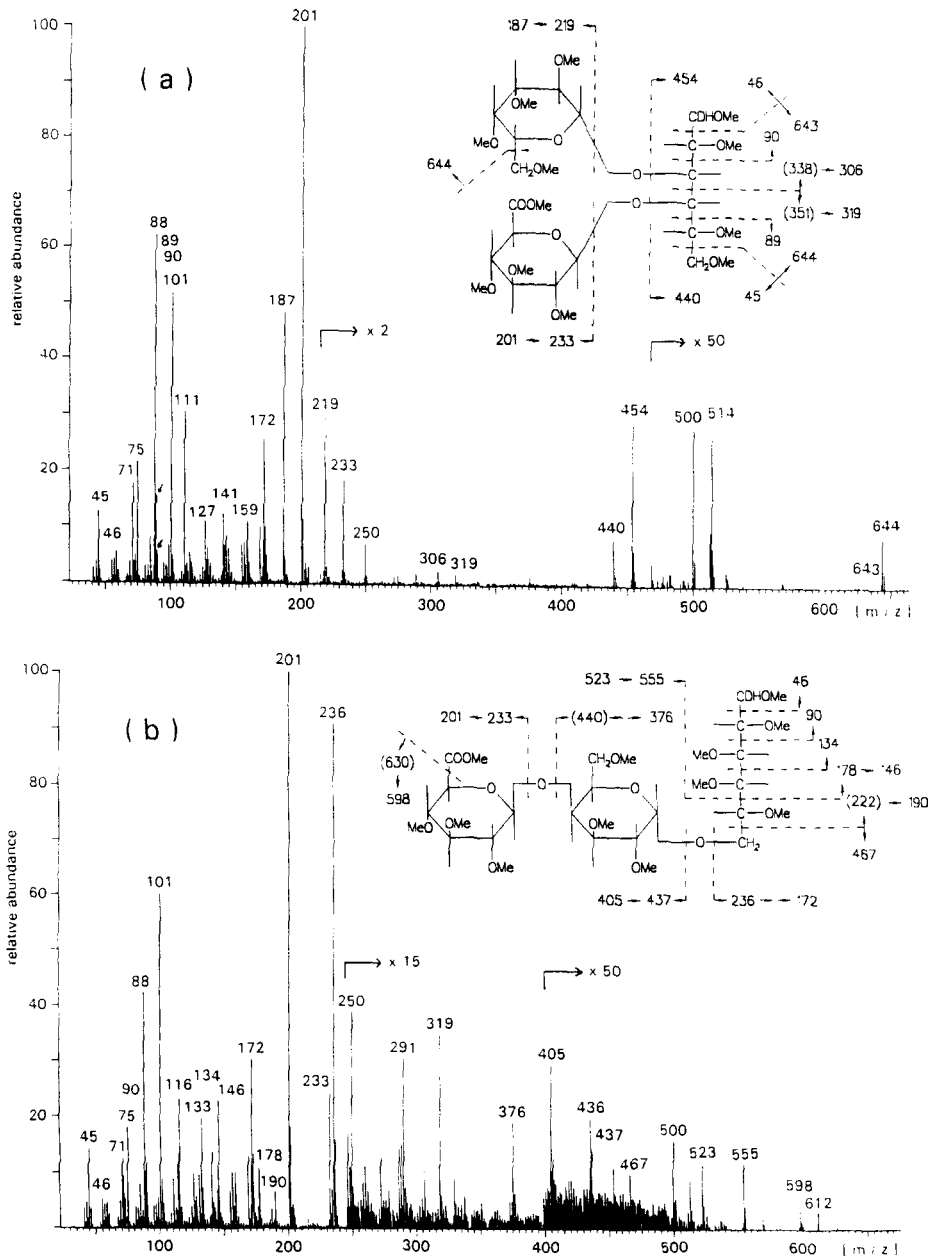 ( a )
relative abundance
100
80
60
40
20
201
88
89
90
101
187
111
172
75
71
45
46
127
141
159
x 2
219
233
250
306
319
x 50
454
500
514
440
644
643
100
200
300
400
500
600
[ m / z ]
187 → 219
OMe
OMe
MeO
O
CH₂OMe
644
COOMe
O
OMe
MeO
OMe
201 → 233
O
O
454
440
CDHOMe
C
OMe
C
C
C
OMe
CH₂OMe
46
643
90
(338) → 306
(351) → 319
89
644
45
( b )
relative abundance
100
80
60
40
20
201
236
101
88
90
75
71
45
46
116
133
134
146
172
178
190
233
x 15
250
291
319
376
x 50
405
436
437
467
500
523
555
598
612
100
200
300
400
500
600
[ m / z ]
523 → 555
201 → 233
(440) → 376
(630)
598
COOMe
O
OMe
MeO
OMe
O
CH₂OMe
O
OMe
OMe
405 → 437
O
236 → 172
CDHOMe
C
OMe
MeO
C
MeO
C
C
OMe
CH₂
46
90
134
178 → 146
(222) → 190
467